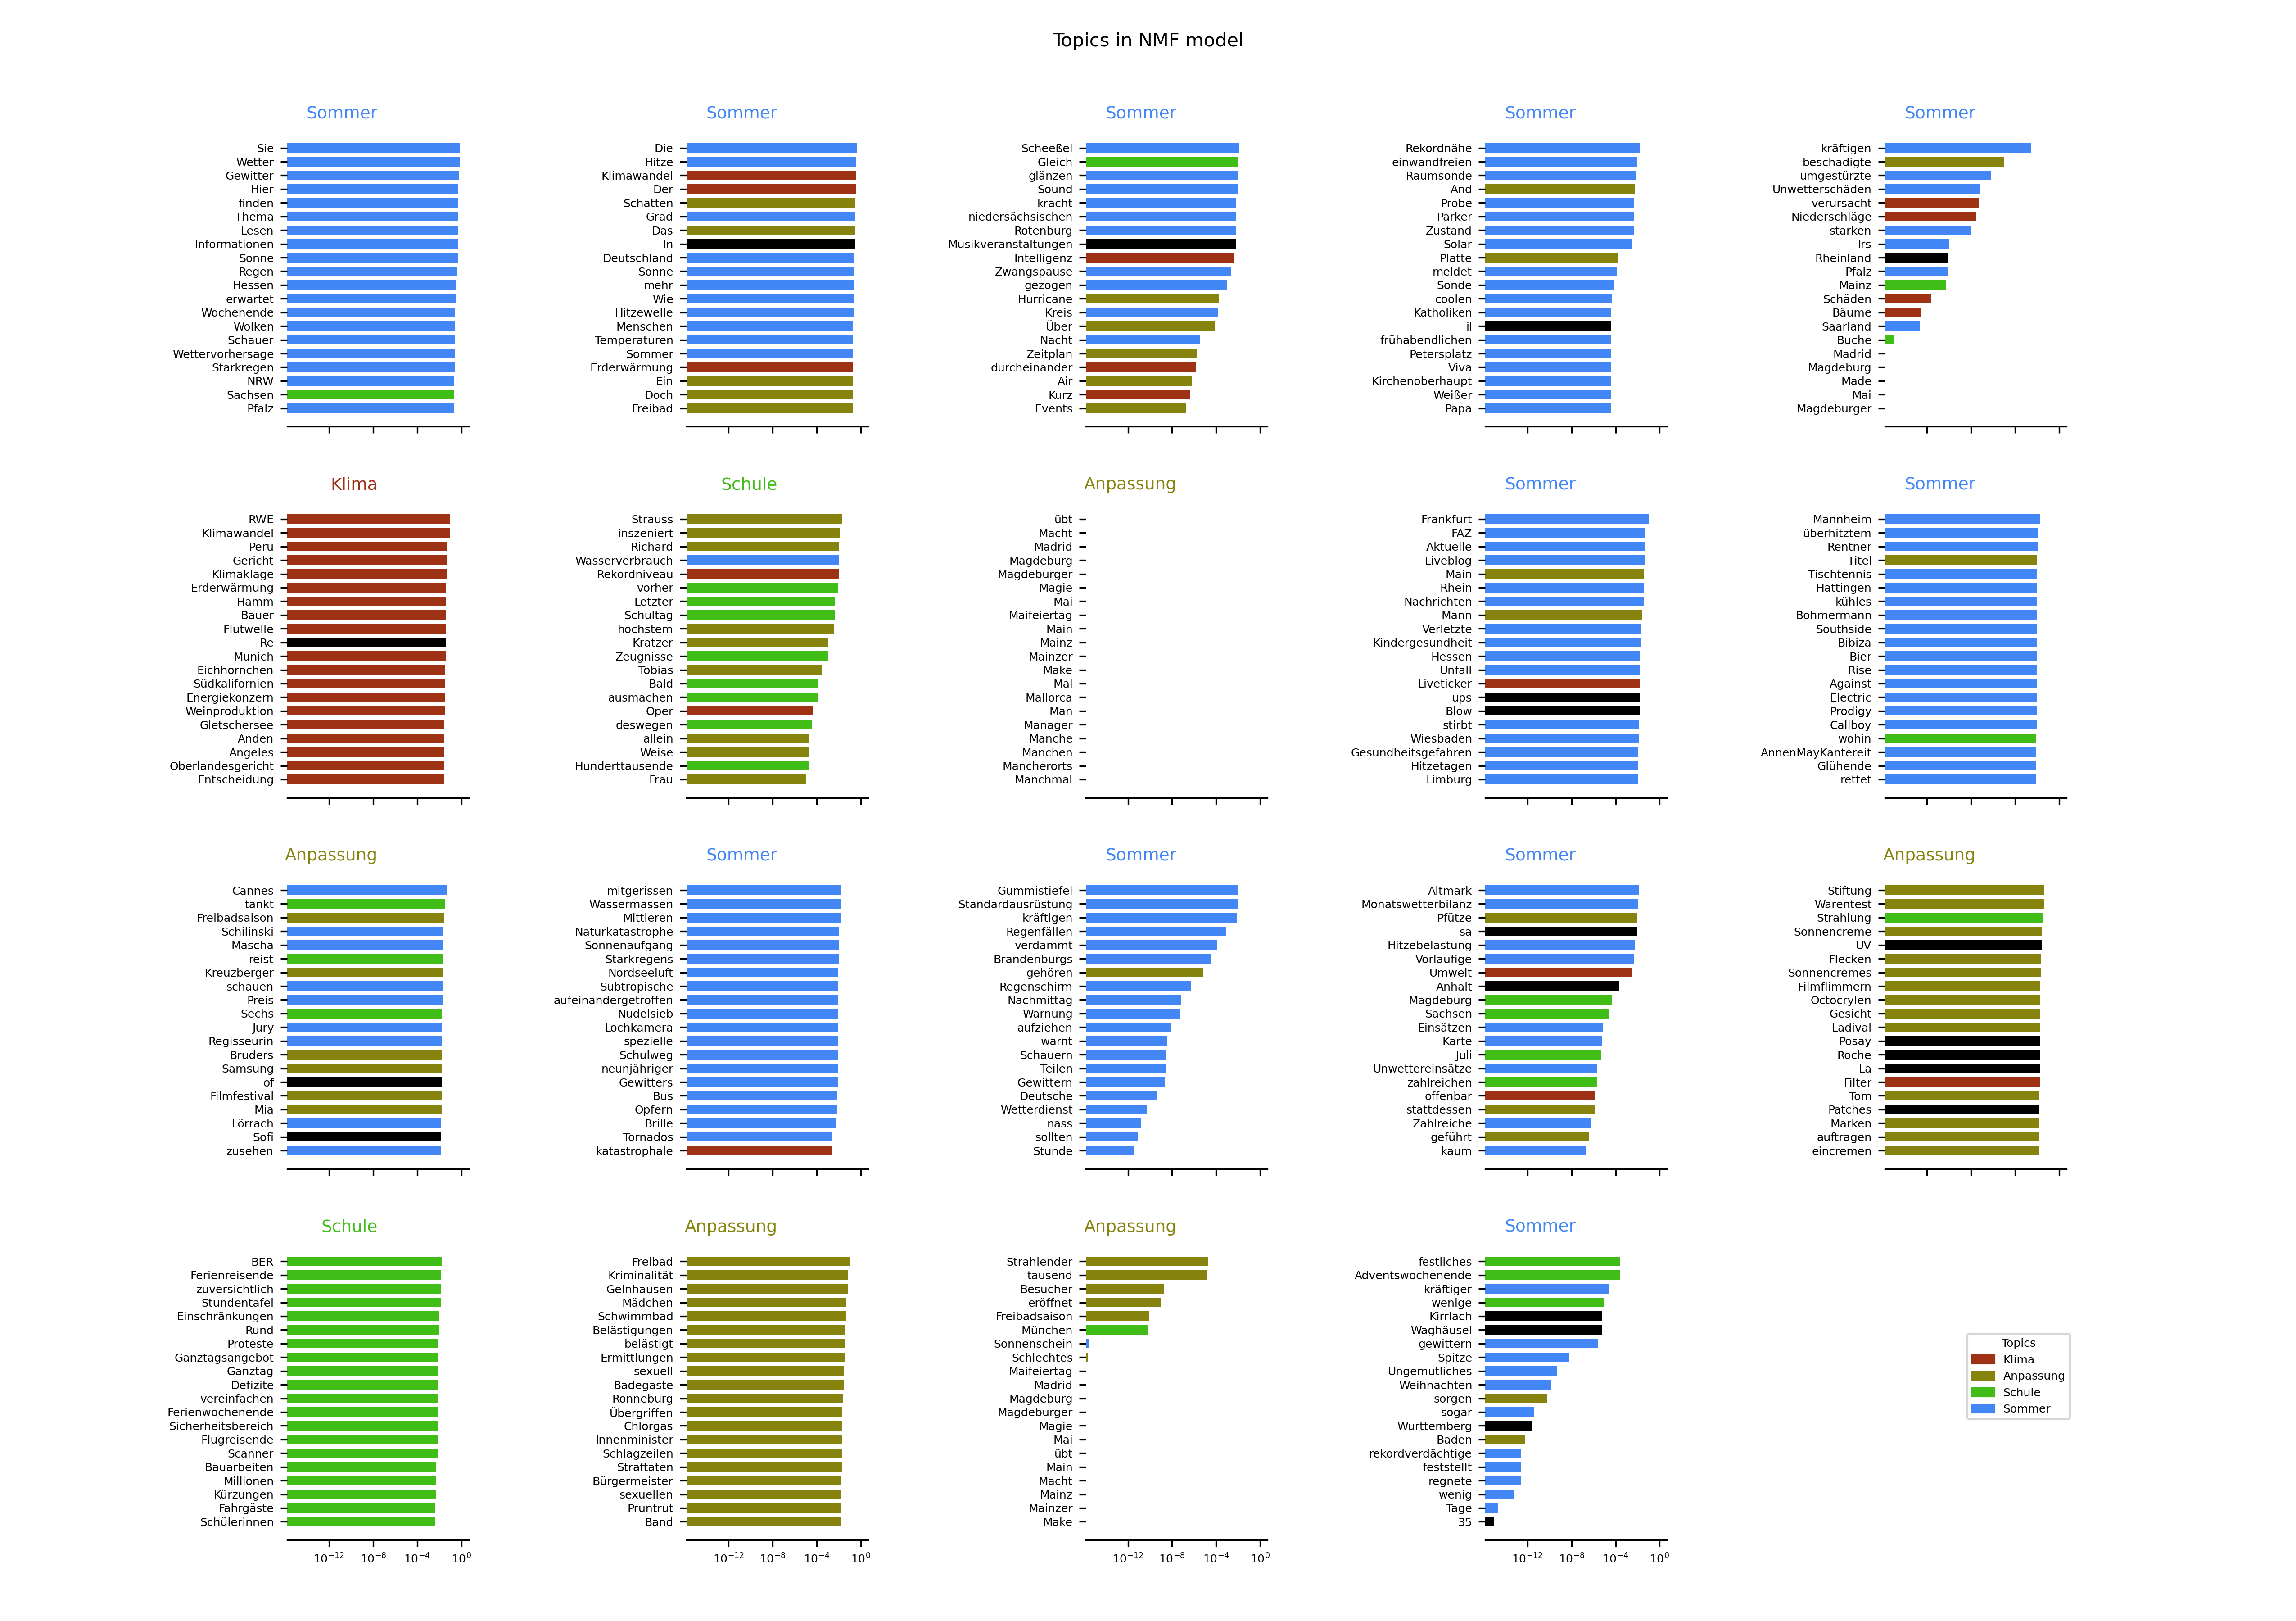 Topics in NMF model
Sommer
Sie
Wetter
Gewitter
Hier
finden
Thema
Lesen
Informationen
Sonne
Regen
Hessen
erwartet
Wochenende
Wolken
Schauer
Wettervorhersage
Starkregen
NRW
Sachsen
Pfalz
Sommer
Die
Hitze
Klimawandel
Der
Schatten
Grad
Das
In
Deutschland
Sonne
mehr
Wie
Hitzewelle
Menschen
Temperaturen
Sommer
Erderwärmung
Ein
Doch
Freibad
Sommer
Scheeßel
Gleich
glänzen
Sound
kracht
niedersächsischen
Rotenburg
Musikveranstaltungen
Intelligenz
Zwangspause
gezogen
Hurricane
Kreis
Über
Nacht
Zeitplan
durcheinander
Air
Kurz
Events
Sommer
Rekordnähe
einwandfreien
Raumsonde
And
Probe
Parker
Zustand
Solar
Platte
meldet
Sonde
coolen
Katholiken
il
frühabendlichen
Petersplatz
Viva
Kirchenoberhaupt
Weißer
Papa
Sommer
kräftigen
beschädigte
umgestürzte
Unwetterschäden
verursacht
Niederschläge
starken
lrs
Rheinland
Pfalz
Mainz
Schäden
Bäume
Saarland
Buche
Madrid
Magdeburg
Made
Mai
Magdeburger
Klima
RWE
Klimawandel
Peru
Gericht
Klimaklage
Erderwärmung
Hamm
Bauer
Flutwelle
Re
Munich
Eichhörnchen
Südkalifornien
Energiekonzern
Weinproduktion
Gletschersee
Anden
Angeles
Oberlandesgericht
Entscheidung
Schule
Strauss
inszeniert
Richard
Wasserverbrauch
Rekordniveau
vorher
Letzter
Schultag
höchstem
Kratzer
Zeugnisse
Tobias
Bald
ausmachen
Oper
deswegen
allein
Weise
Hunderttausende
Frau
Anpassung
übt
Macht
Madrid
Magdeburg
Magdeburger
Magie
Mai
Maifeiertag
Main
Mainz
Mainzer
Make
Mal
Mallorca
Man
Manager
Manche
Manchen
Mancherorts
Manchmal
Sommer
Frankfurt
FAZ
Aktuelle
Liveblog
Main
Rhein
Nachrichten
Mann
Verletzte
Kindergesundheit
Hessen
Unfall
Liveticker
ups
Blow
stirbt
Wiesbaden
Gesundheitsgefahren
Hitzetagen
Limburg
Sommer
Mannheim
überhitztem
Rentner
Titel
Tischtennis
Hattingen
kühles
Böhmermann
Southside
Bibiza
Bier
Rise
Against
Electric
Prodigy
Callboy
wohin
AnnenMayKantereit
Glühende
rettet
Anpassung
Cannes
tankt
Freibadsaison
Schilinski
Mascha
reist
Kreuzberger
schauen
Preis
Sechs
Jury
Regisseurin
Bruders
Samsung
of
Filmfestival
Mia
Lörrach
Sofi
zusehen
Sommer
mitgerissen
Wassermassen
Mittleren
Naturkatastrophe
Sonnenaufgang
Starkregens
Nordseeluft
Subtropische
aufeinandergetroffen
Nudelsieb
Lochkamera
spezielle
Schulweg
neunjähriger
Gewitters
Bus
Opfern
Brille
Tornados
katastrophale
Sommer
Gummistiefel
Standardausrüstung
kräftigen
Regenfällen
verdammt
Brandenburgs
gehören
Regenschirm
Nachmittag
Warnung
aufziehen
warnt
Schauern
Teilen
Gewittern
Deutsche
Wetterdienst
nass
sollten
Stunde
Sommer
Altmark
Monatswetterbilanz
Pfütze
sa
Hitzebelastung
Vorläufige
Umwelt
Anhalt
Magdeburg
Sachsen
Einsätzen
Karte
Juli
Unwettereinsätze
zahlreichen
offenbar
stattdessen
Zahlreiche
geführt
kaum
Anpassung
Stiftung
Warentest
Strahlung
Sonnencreme
UV
Flecken
Sonnencremes
Filmflimmern
Octocrylen
Gesicht
Ladival
Posay
Roche
La
Filter
Tom
Patches
Marken
auftragen
eincremen
Schule
BER
Ferienreisende
zuversichtlich
Stundentafel
Einschränkungen
Rund
Proteste
Ganztagsangebot
Ganztag
Defizite
vereinfachen
Ferienwochenende
Sicherheitsbereich
Flugreisende
Scanner
Bauarbeiten
Millionen
Kürzungen
Fahrgäste
Schülerinnen
10⁻¹² 10⁻⁸ 10⁻⁴ 10⁰
Anpassung
Freibad
Kriminalität
Gelnhausen
Mädchen
Schwimmbad
Belästigungen
belästigt
Ermittlungen
sexuell
Badegäste
Ronneburg
Übergriffen
Chlorgas
Innenminister
Schlagzeilen
Straftaten
Bürgermeister
sexuellen
Pruntrut
Band
10⁻¹² 10⁻⁸ 10⁻⁴ 10⁰
Anpassung
Strahlender
tausend
Besucher
eröffnet
Freibadsaison
München
Sonnenschein
Schlechtes
Maifeiertag
Madrid
Magdeburg
Magdeburger
Magie
Mai
übt
Main
Macht
Mainz
Mainzer
Make
10⁻¹² 10⁻⁸ 10⁻⁴ 10⁰
Sommer
festliches
Adventswochenende
kräftiger
wenige
Kirrlach
Waghäusel
gewittern
Spitze
Ungemütliches
Weihnachten
sorgen
sogar
Württemberg
Baden
rekordverdächtige
feststellt
regnete
wenig
Tage
35
10⁻¹² 10⁻⁸ 10⁻⁴ 10⁰
Topics
Klima
Anpassung
Schule
Sommer